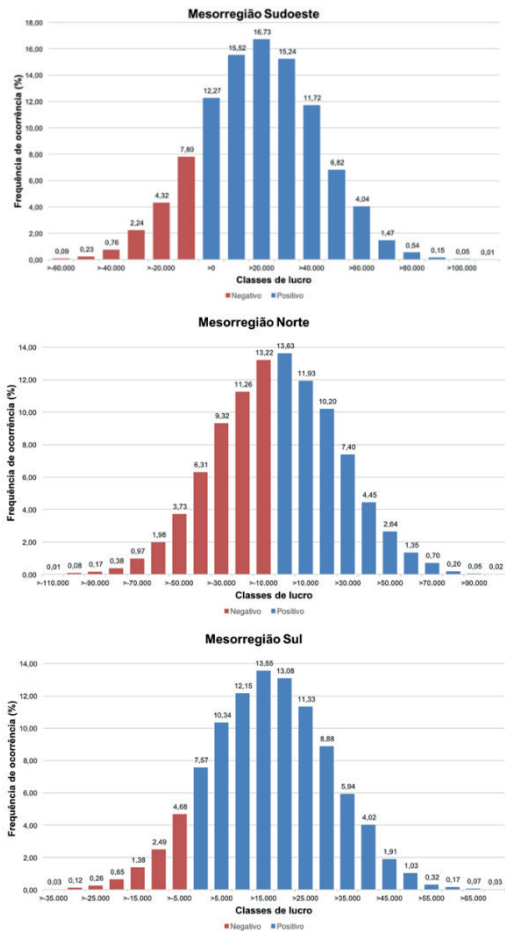 Mesorregião Sudoeste
Frequência de ocorrência (%)
18,00
16,00
14,00
12,00
10,00
8,00
6,00
4,00
2,00
0,00
0,09 0,23 0,76 2,24 4,32 7,80 12,27 15,52 16,73 15,24 11,72 6,82 4,04 1,47 0,54 0,15 0,05 0,01
>-60.000 >-40.000 >-20.000 >0 >20.000 >40.000 >60.000 >80.000 >100.000
Classes de lucro
Negativo Positivo
Mesorregião Norte
Frequência de ocorrência (%)
14,00
12,00
10,00
8,00
6,00
4,00
2,00
0,00
0,01 0,08 0,17 0,38 0,97 1,98 3,73 6,31 9,32 11,26 13,22 13,63 11,93 10,20 7,40 4,45 2,64 1,35 0,70 0,20 0,05 0,02
>-110.000 >-90.000 >-70.000 >-50.000 >-30.000 >-10.000 >10.000 >30.000 >50.000 >70.000 >90.000
Classes de lucro
Negativo Positivo
Mesorregião Sul
Frequência de ocorrência (%)
14,00
12,00
10,00
8,00
6,00
4,00
2,00
0,00
0,03 0,12 0,26 0,65 1,38 2,49 4,68 7,57 10,34 12,15 13,55 13,08 11,33 8,88 5,94 4,02 1,91 1,03 0,32 0,17 0,07 0,03
>-35.000 >-25.000 >-15.000 >-5.000 >5.000 >15.000 >25.000 >35.000 >45.000 >55.000 >65.000
Classes de lucro
Negativo Positivo